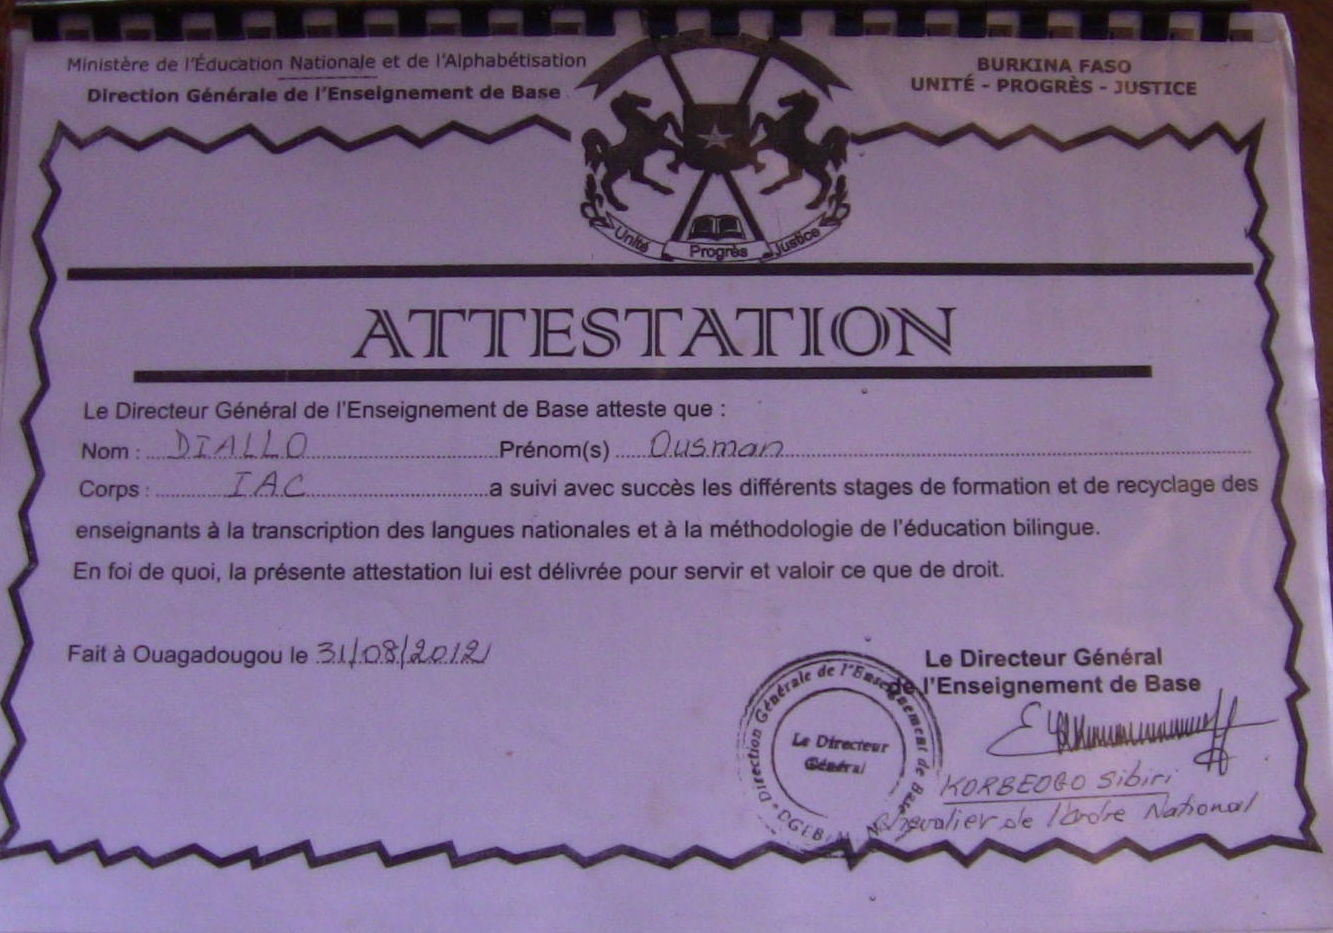 Ministère de l'Éducation Nationale et de l'Alphabétisation
Direction Générale de l'Enseignement de Base
BURKINA FASO
UNITÉ - PROGRÈS - JUSTICE
Unité Progrès Justice
ATTESTATION
Le Directeur Général de l'Enseignement de Base atteste que :
Nom : DIALLO Prénom(s) Ousman
Corps : IAC a suivi avec succès les différents stages de formation et de recyclage des
enseignants à la transcription des langues nationales et à la méthodologie de l'éducation bilingue.
En foi de quoi, la présente attestation lui est délivrée pour servir et valoir ce que de droit.
Fait à Ouagadougou le 31/08/2012
Le Directeur Général
de l'Enseignement de Base
Direction Générale de l'Enseignement de Base
Le Directeur
Général
KORBEOGO Sibiri
Chevalier de l'Ordre National